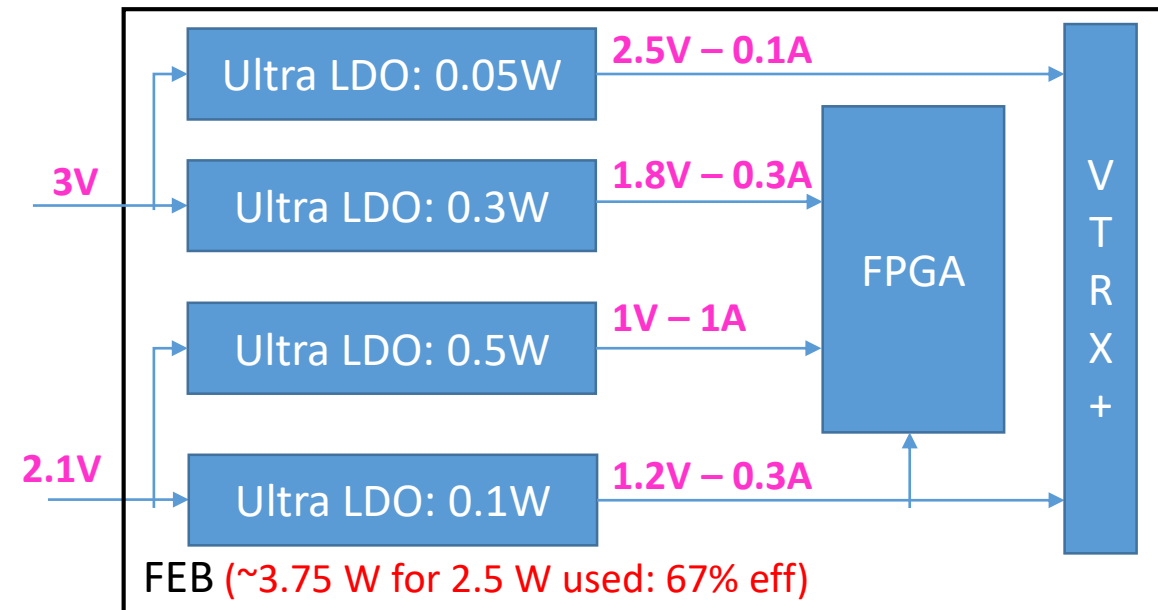 Ultra LDO: 0.05W
2.5V – 0.1A
3V
Ultra LDO: 0.3W
1.8V – 0.3A
FPGA
V
T
R
X
+
Ultra LDO: 0.5W
1V – 1A
2.1V
Ultra LDO: 0.1W
1.2V – 0.3A
FEB (~3.75 W for 2.5 W used: 67% eff)